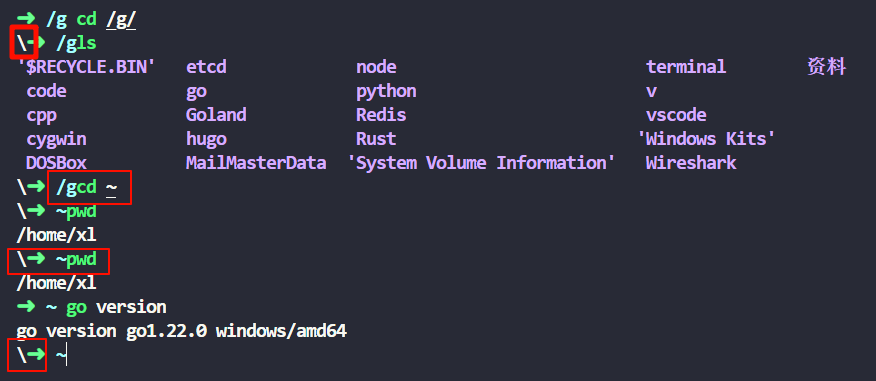 ➜ /g cd /g/
\➜ /gls
'$RECYCLE.BIN' etcd node terminal 资料
code go python v
cpp Goland Redis vscode
cygwin hugo Rust 'Windows Kits'
DOSBox MailMasterData 'System Volume Information' Wireshark
\➜ /gcd ~
\➜ ~pwd
/home/xl
\➜ ~pwd
/home/xl
➜ ~ go version
go version go1.22.0 windows/amd64
\➜ ~